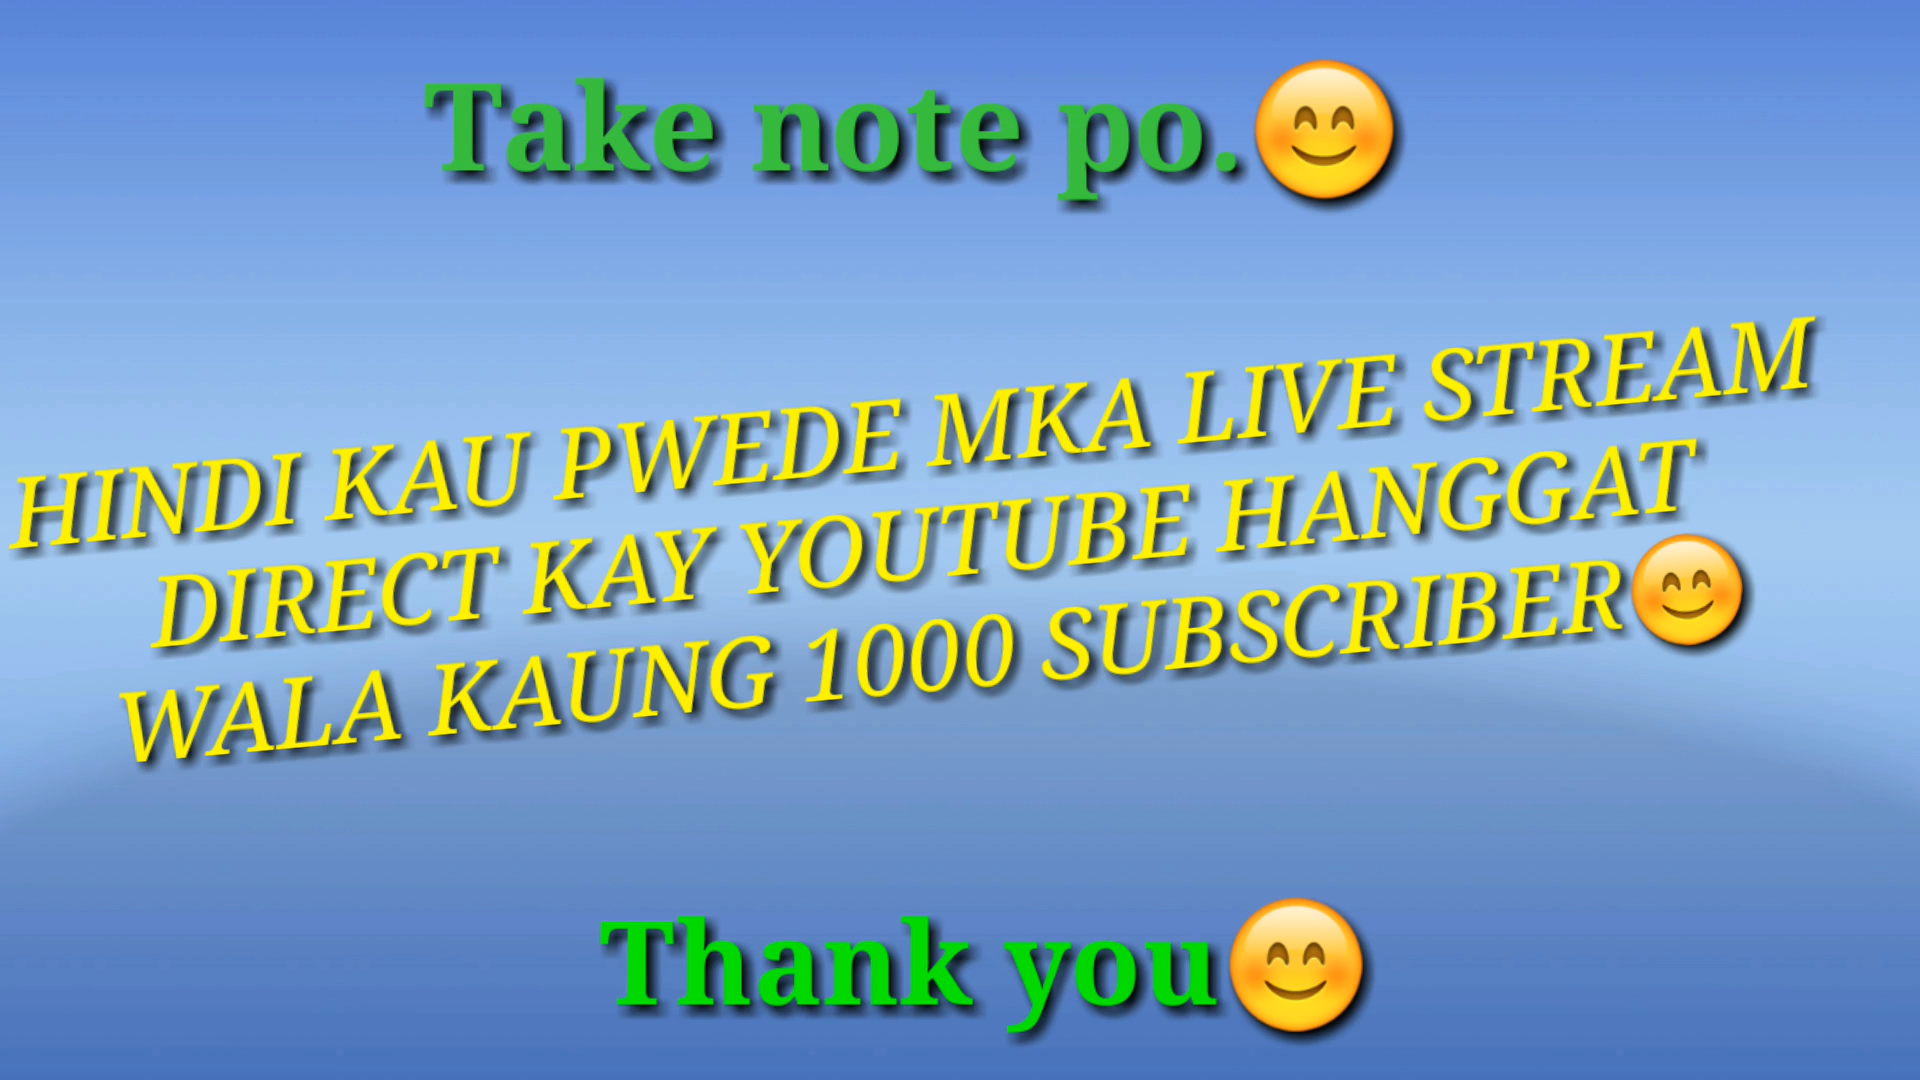 Take note po.😊
HINDI KAU PWEDE MKA LIVE STREAM
DIRECT KAY YOUTUBE HANGGAT
WALA KAUNG 1000 SUBSCRIBER😊
Thank you😊